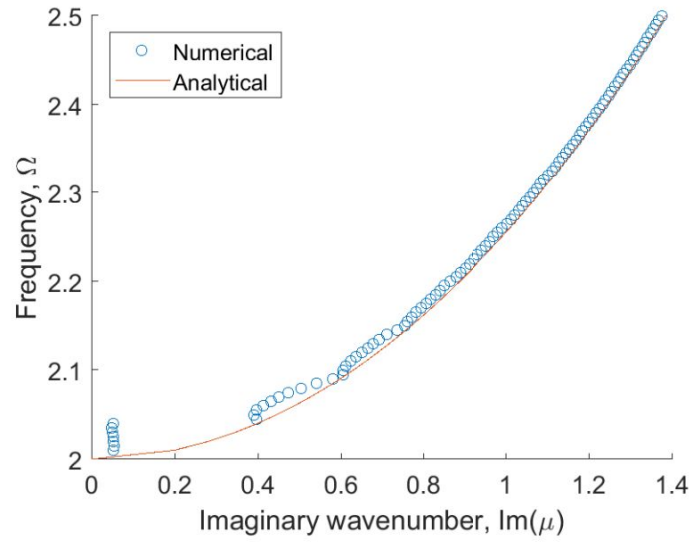 2.5
Numerical
Analytical
2.4
2.3
2.2
2.1
2
Frequency, Ω
0 0.2 0.4 0.6 0.8 1 1.2 1.4
Imaginary wavenumber, Im(μ)